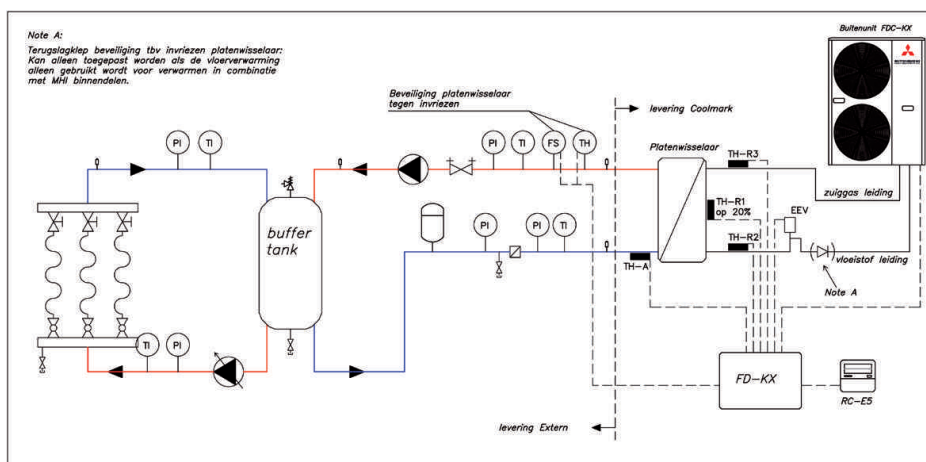 Note A:
Terugslagklep beveiliging tbv invriezen platenwisselaar:
Kan alleen toegepast worden als de vloerverwarming
alleen gebruikt wordt voor verwarmen in combinatie
met MHI binnendelen.
Buitenunit FDC-KX
Beveiliging platenwisselaar
tegen invriezen
levering Coolmark
Platenwisselaar
PI
TI
PI
TI
FS
TH
TH-R3
zuiggas leiding
TH-R1
op 20%
EEV
buffer
tank
PI
PI
TI
TH-R2
vloeistof leiding
TH-A
Note A
TI
PI
FD-KX
RC-E5
levering Extern